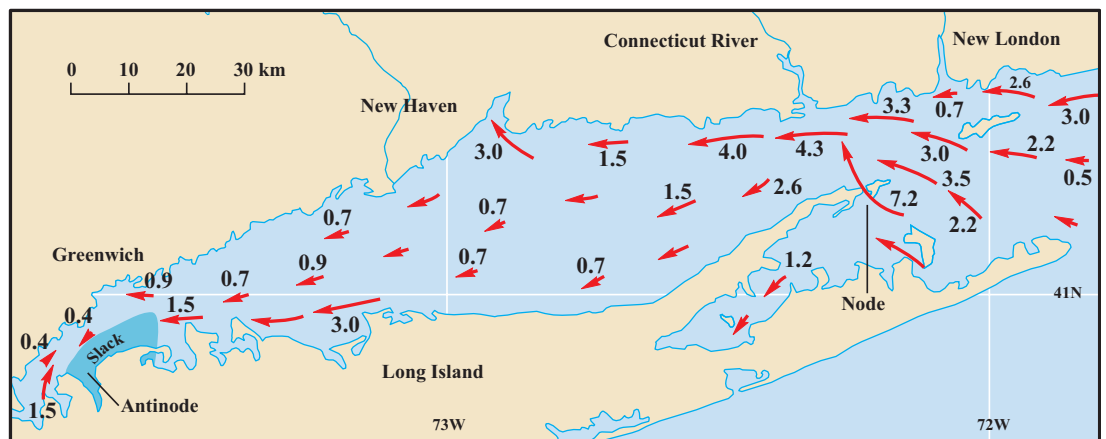 Connecticut River
New London
0 10 20 30 km
New Haven
2.6
3.3
0.7
3.0
3.0
1.5
4.0
4.3
3.0
2.2
0.5
2.6
3.5
1.5
7.2
2.2
0.7
0.7
Greenwich
0.9
0.7
0.9
0.7
0.7
1.2
1.5
41N
Node
3.0
0.4
0.4
Slack
Long Island
Antinode
1.5
73W
72W